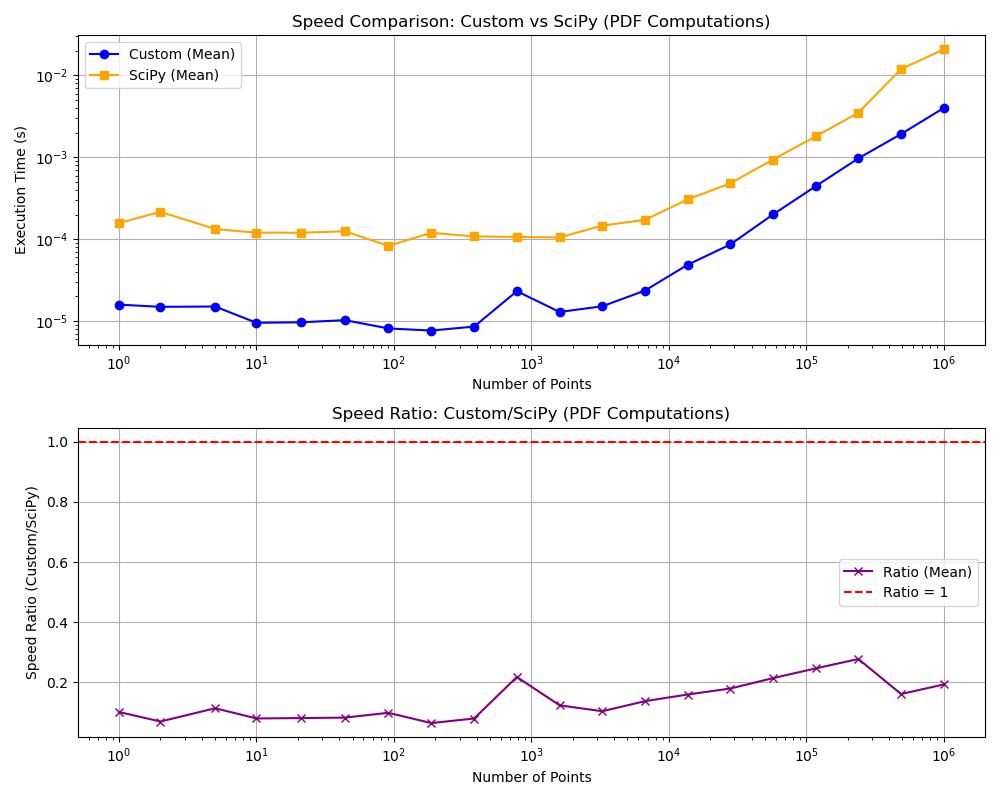 Speed Comparison: Custom vs SciPy (PDF Computations)
Custom (Mean)
SciPy (Mean)
Execution Time (s)
10⁻²
10⁻³
10⁻⁴
10⁻⁵
10⁰ 10¹ 10² 10³ 10⁴ 10⁵ 10⁶
Number of Points
Speed Ratio: Custom/SciPy (PDF Computations)
Speed Ratio (Custom/SciPy)
1.0
0.8
0.6
0.4
0.2
Ratio (Mean)
Ratio = 1
10⁰ 10¹ 10² 10³ 10⁴ 10⁵ 10⁶
Number of Points